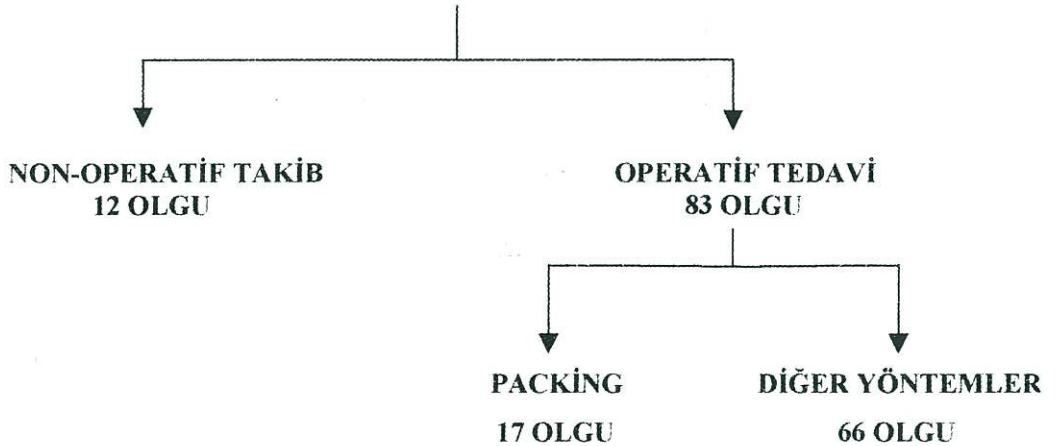 NON-OPERATİF TAKİB
12 OLGU
OPERATİF TEDAVİ
83 OLGU
PACKİNG
17 OLGU
DİĞER YÖNTEMLER
66 OLGU